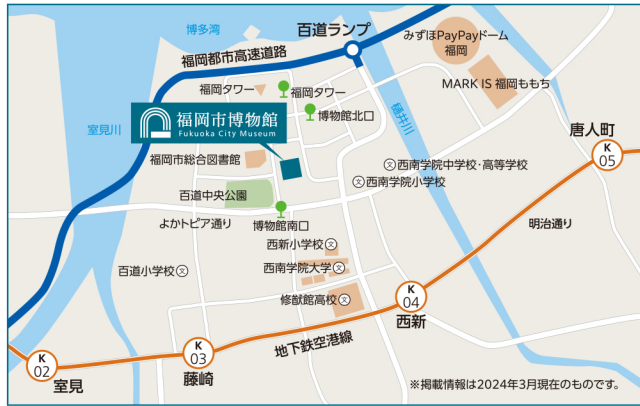 博多湾
百道ランプ
みずほPayPayドーム
福岡
福岡都市高速道路
MARK IS 福岡ももち
福岡タワー
福岡タワー
博物館北口
樋井川
福岡市博物館
Fukuoka City Museum
室見川
唐人町
K
05
福岡市総合図書館
西南学院中学校・高等学校
文
西南学院小学校
文
百道中央公園
よかトピア通り
博物館南口
明治通り
西新小学校
文
百道小学校
文
西南学院大学
文
修猷館高校
文
K
04
西新
地下鉄空港線
K
03
藤崎
K
02
室見
※掲載情報は2024年3月現在のものです。